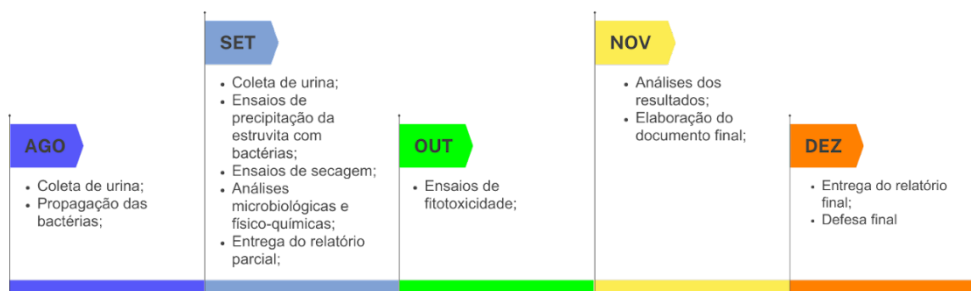 AGO
• Coleta de urina;
• Propagação das
bactérias;
SET
• Coleta de urina;
• Ensaios de
precipitação da
estruvita com
bactérias;
• Ensaios de secagem;
• Análises
microbiológicas e
físico-químicas;
• Entrega do relatório
parcial;
OUT
• Ensaios de
fitotoxicidade;
NOV
• Análises dos
resultados;
• Elaboração do
documento final;
DEZ
• Entrega do relatório
final;
• Defesa final